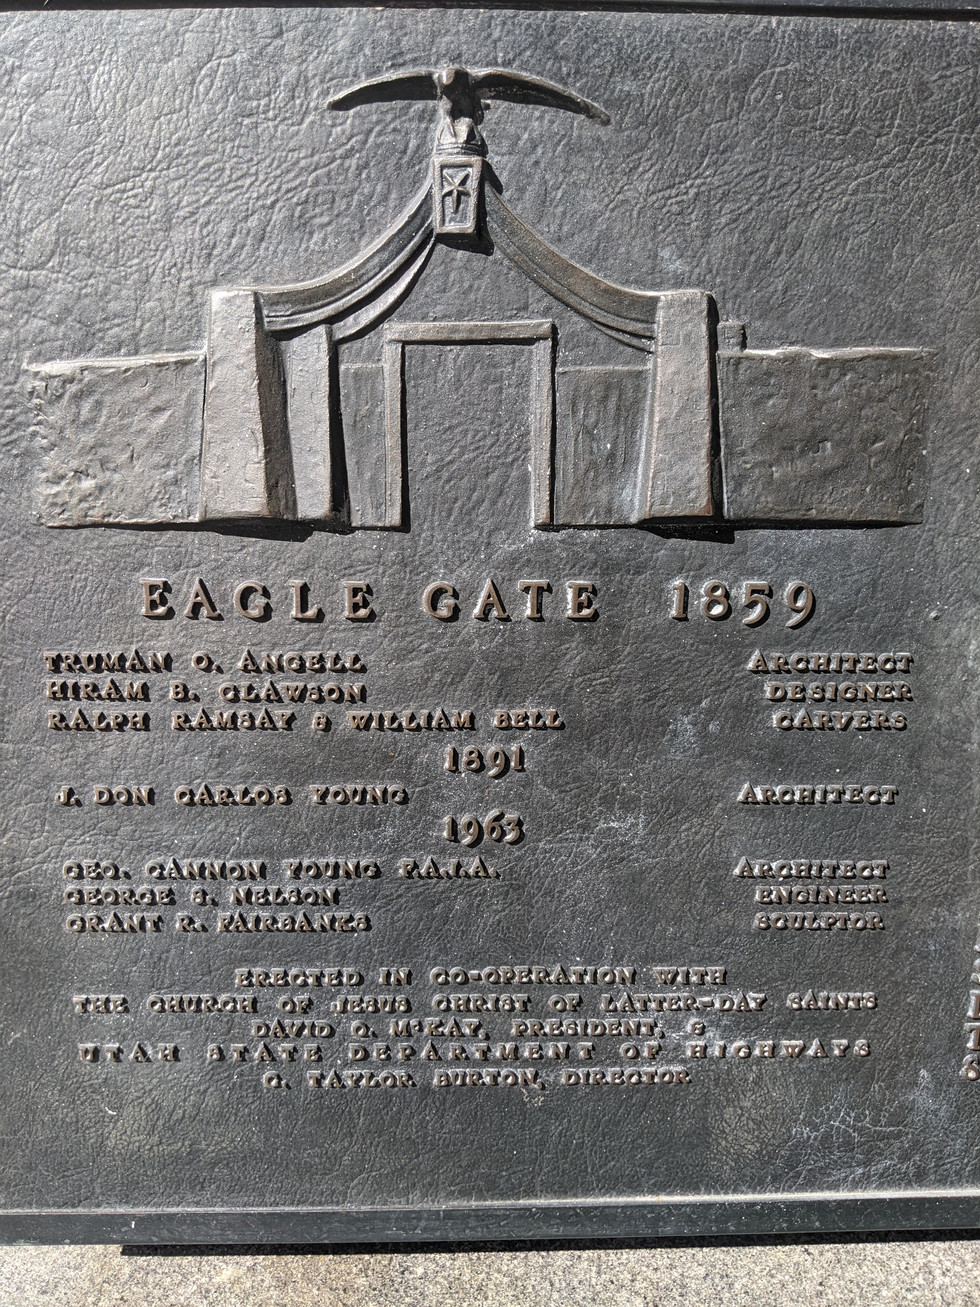 EAGLE GATE 1859
TRUMAN O. ANGELL ARCHITECT
HIRAM B. CLAWSON DESIGNER
RALPH RAMSAY & WILLIAM BELL CARVERS
1891
J. DON CARLOS YOUNG ARCHITECT
1963
GEO. CANNON YOUNG F.A.I.A. ARCHITECT
GEORGE S. NELSON ENGINEER
GRANT R. FAIRBANKS SCULPTOR
ERECTED IN CO-OPERATION WITH
THE CHURCH OF JESUS CHRIST OF LATTER-DAY SAINTS
DAVID O. McKAY, PRESIDENT, &
UTAH STATE DEPARTMENT OF HIGHWAYS
C. TAYLOR BURTON, DIRECTOR